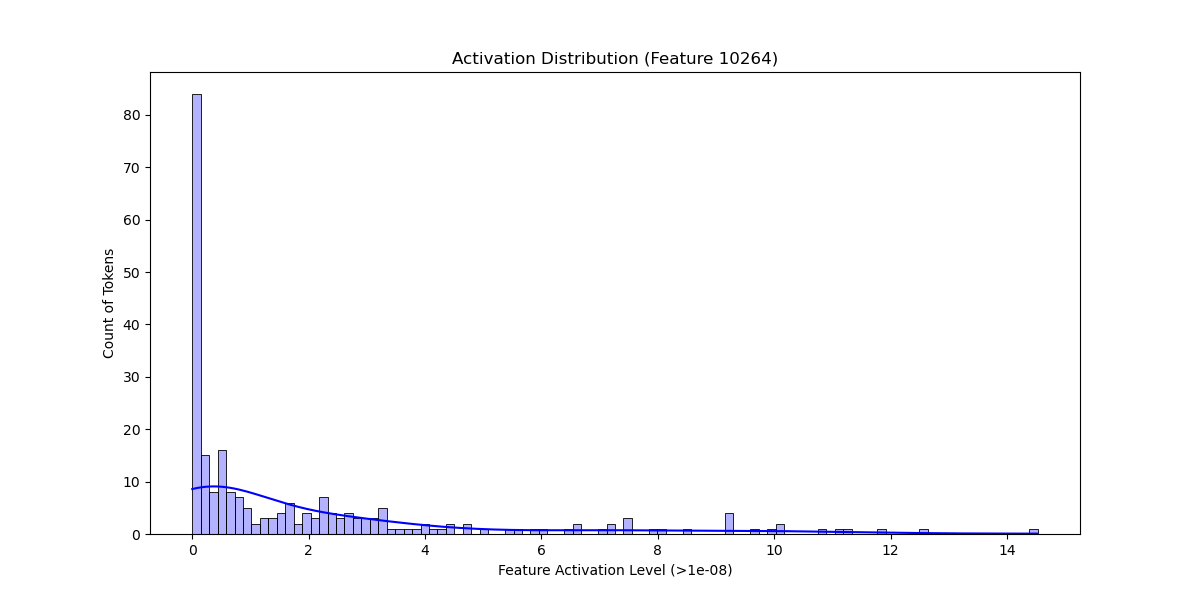 Activation Distribution (Feature 10264)
80
70
60
50
40
30
20
10
0
Count of Tokens
0 2 4 6 8 10 12 14
Feature Activation Level (>1e-08)